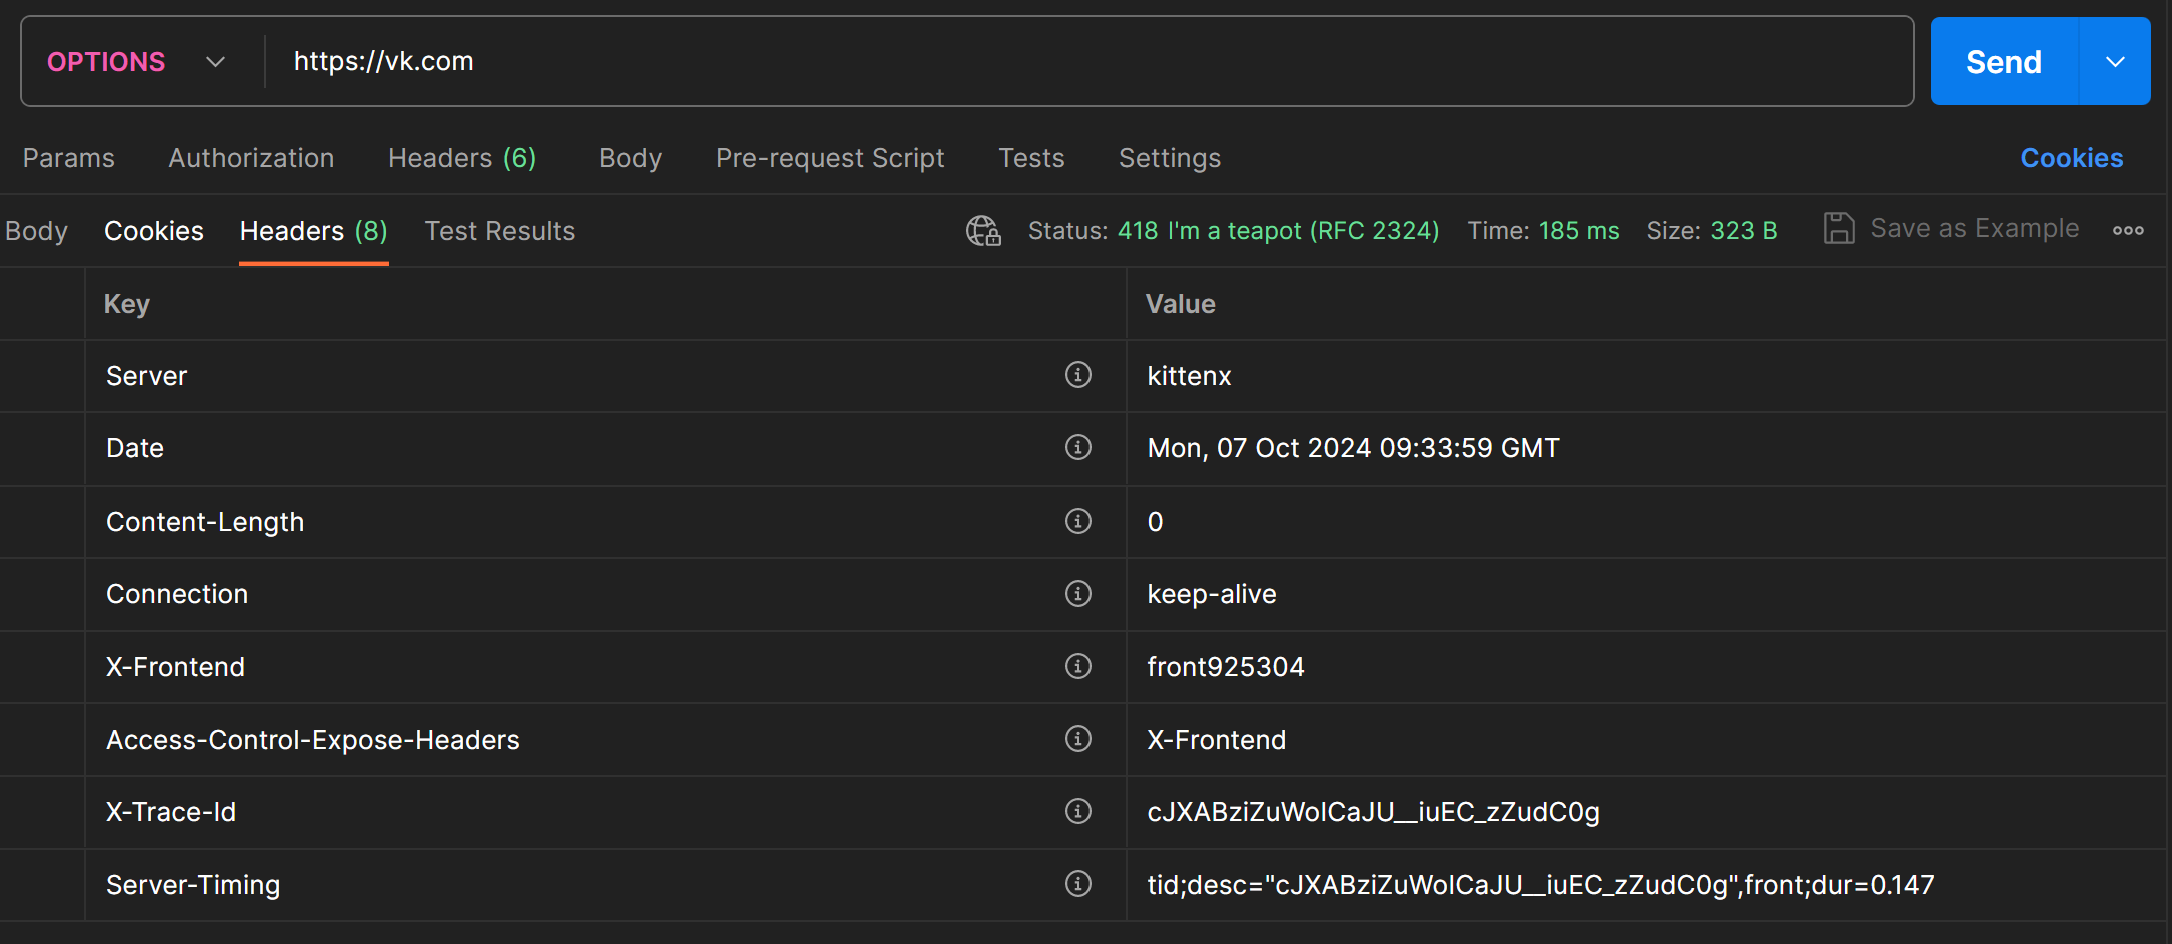 OPTIONS https://vk.com Send
Params Authorization Headers (6) Body Pre-request Script Tests Settings Cookies
Body Cookies Headers (8) Test Results Status: 418 I'm a teapot (RFC 2324) Time: 185 ms Size: 323 B Save as Example
Key Value
Server kittenx
Date Mon, 07 Oct 2024 09:33:59 GMT
Content-Length 0
Connection keep-alive
X-Frontend front925304
Access-Control-Expose-Headers X-Frontend
X-Trace-Id cJXABziZuWolCaJU__iuEC_zZudC0g
Server-Timing tid;desc="cJXABziZuWolCaJU__iuEC_zZudC0g",front;dur=0.147